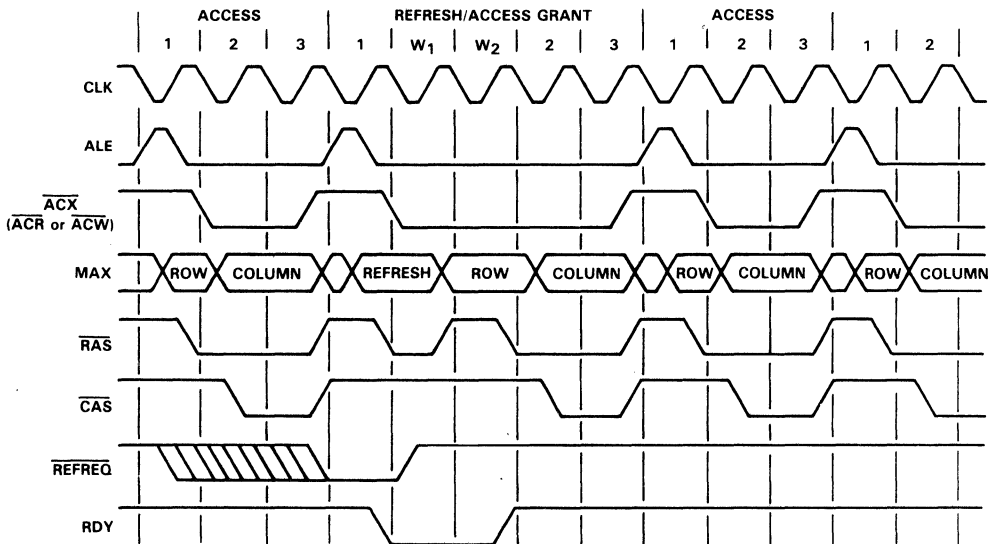 ACCESS REFRESH/ACCESS GRANT ACCESS
1 2 3 1 W1 W2 2 3 1 2 3 1 2
CLK
ALE
ACX
(ACR or ACW)
MAX ROW COLUMN REFRESH ROW COLUMN ROW COLUMN ROW COLUMN
RAS
CAS
REFREQ
RDY